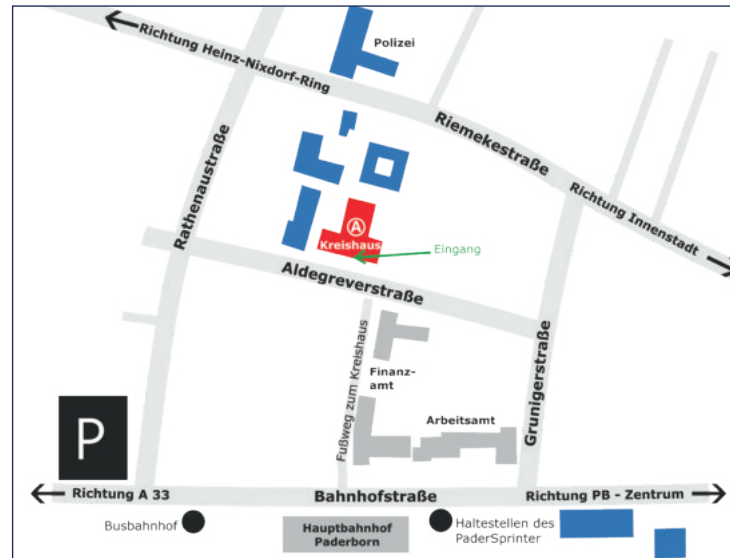 Polizei
Richtung Heinz-Nixdorf-Ring
Riemekestraße
Rathenaustraße
Richtung Innenstadt
A
Kreishaus
Eingang
Aldegreverstraße
Fußweg zum Kreishaus
Finanz-
amt
Grunigerstraße
Arbeitsamt
P
Richtung A 33
Bahnhofstraße
Richtung PB - Zentrum
Busbahnhof
Hauptbahnhof
Paderborn
Haltestellen des
PaderSprinter